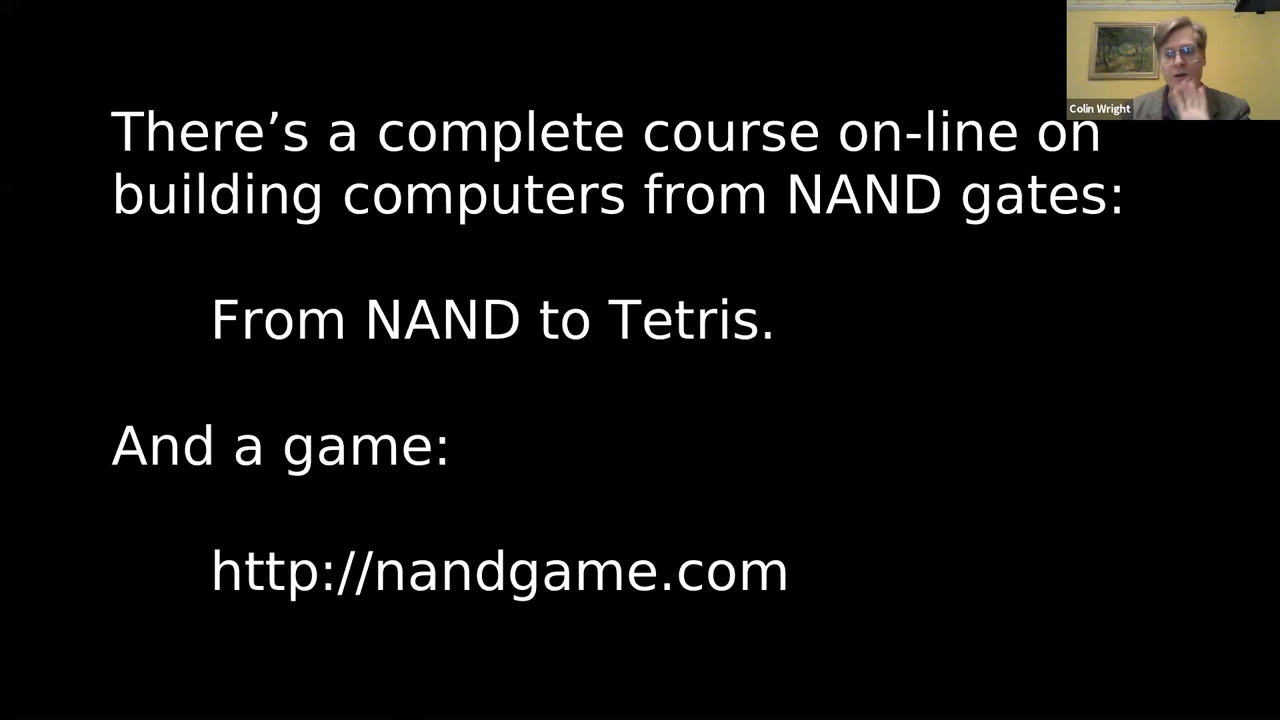 Colin Wright
There’s a complete course on-line on
building computers from NAND gates:
From NAND to Tetris.
And a game:
http://nandgame.com